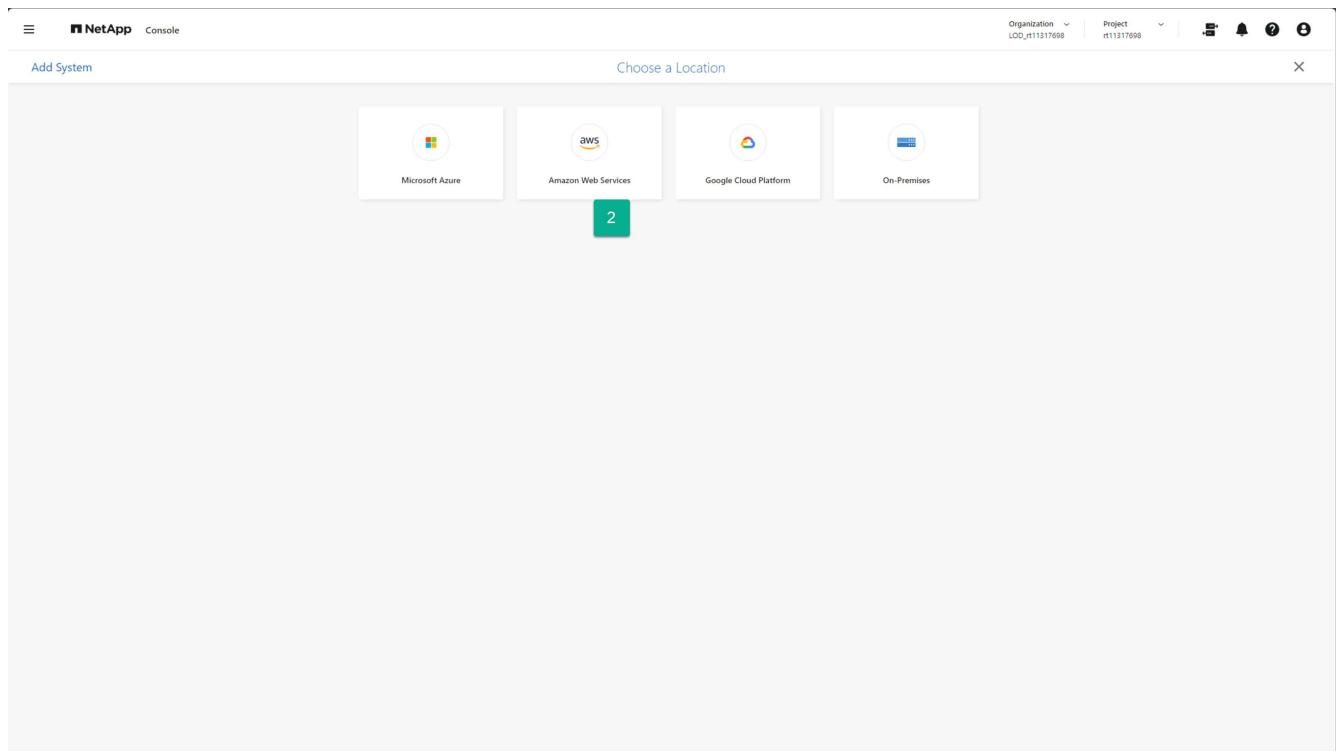 NetApp Console
Organization
LOD_rt11317698
Project
rt11317698
Add System
Choose a Location
Microsoft Azure
aws
Amazon Web Services
Google Cloud Platform
On-Premises
2